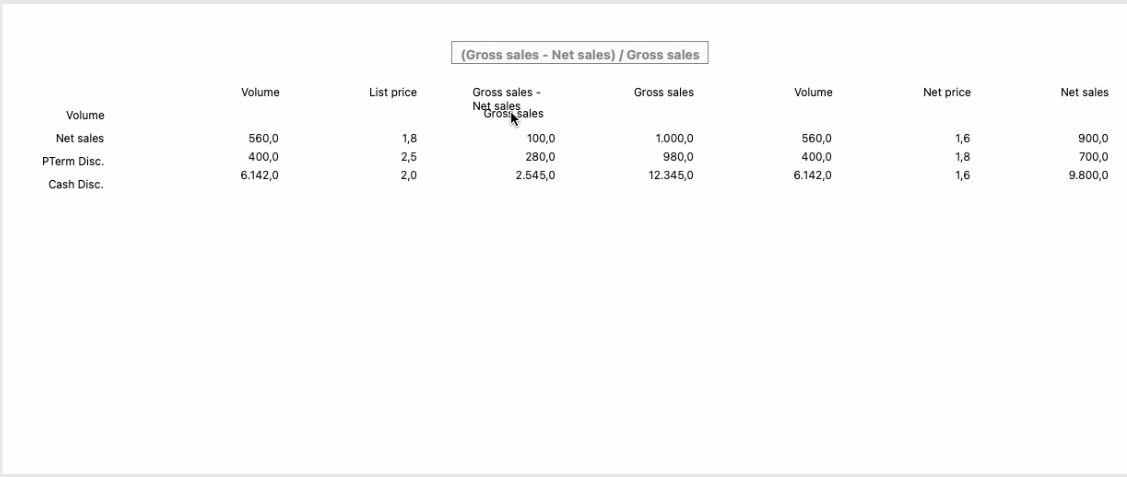 (Gross sales - Net sales) / Gross sales
Volume List price Gross sales - Gross sales Volume Net price Net sales
Net sales
Volume Gross sales
Net sales 560,0 1,8 100,0 1.000,0 560,0 1,6 900,0
PTerm Disc. 400,0 2,5 280,0 980,0 400,0 1,8 700,0
Cash Disc. 6.142,0 2,0 2.545,0 12.345,0 6.142,0 1,6 9.800,0